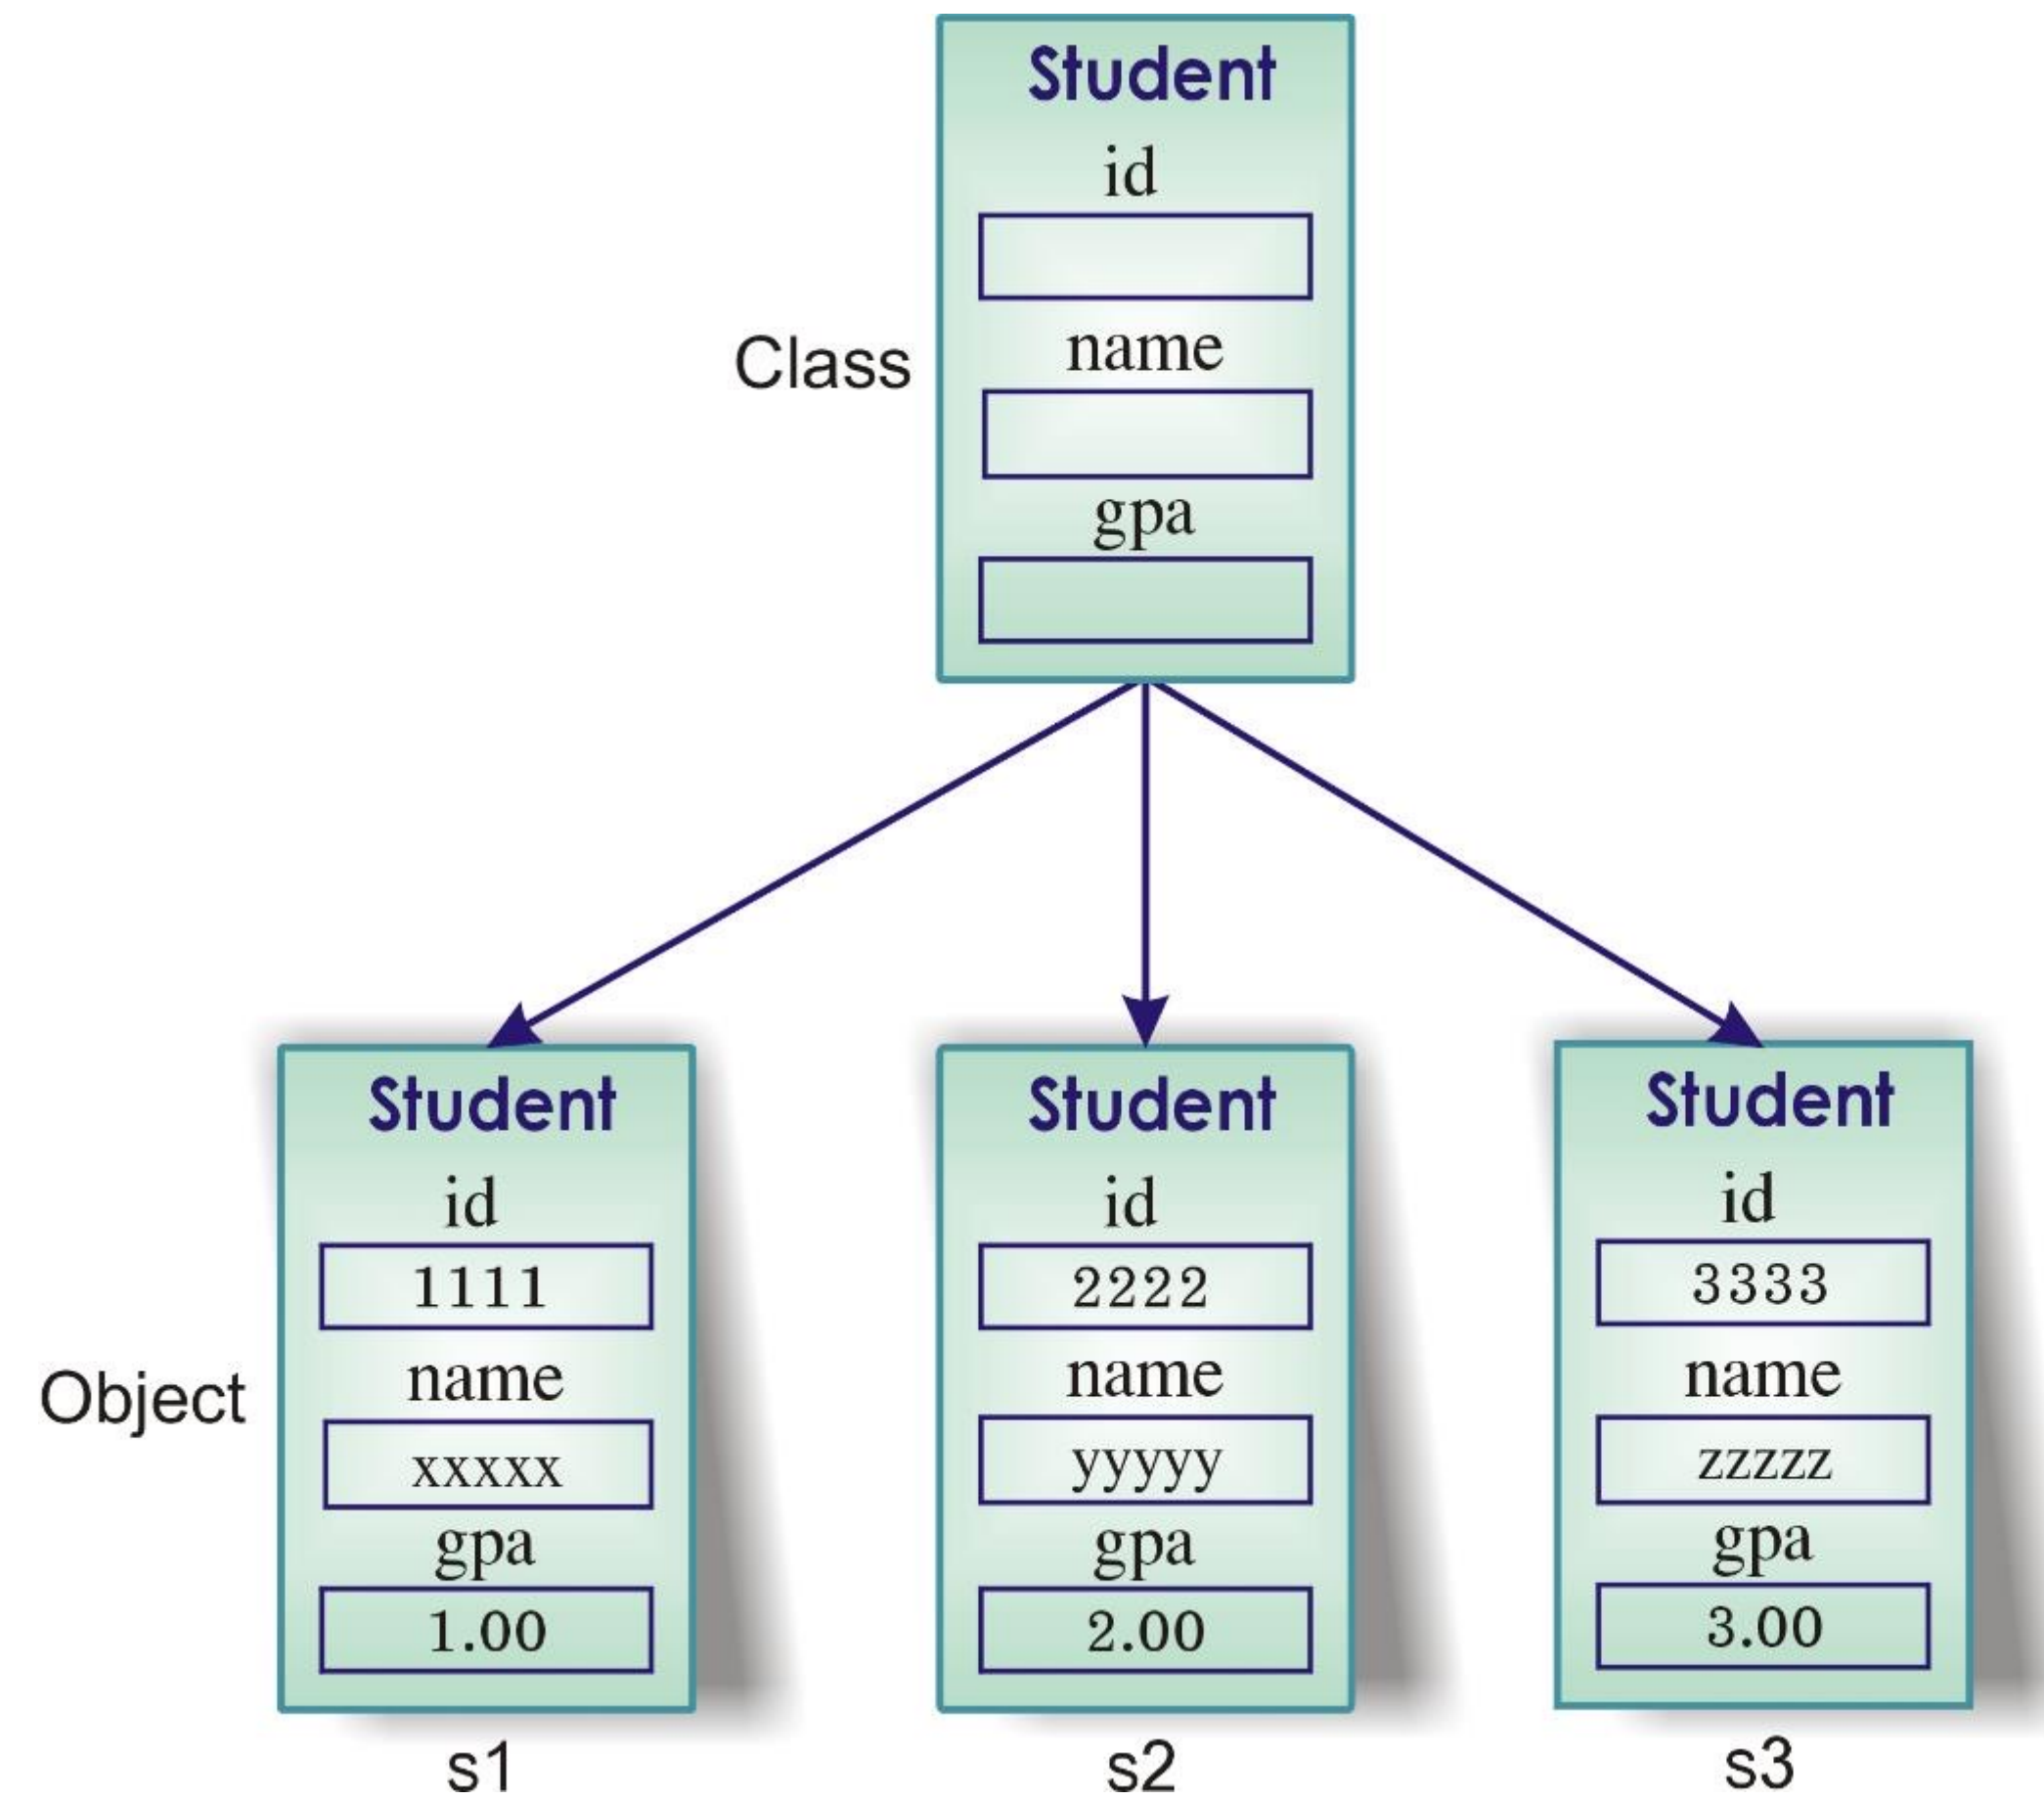 Student
id
Class
name
gpa
Student
id
1111
name
xxxxx
gpa
1.00
s1
Student
id
2222
name
yyyyy
gpa
2.00
s2
Student
id
3333
name
zzzzz
gpa
3.00
s3
Object